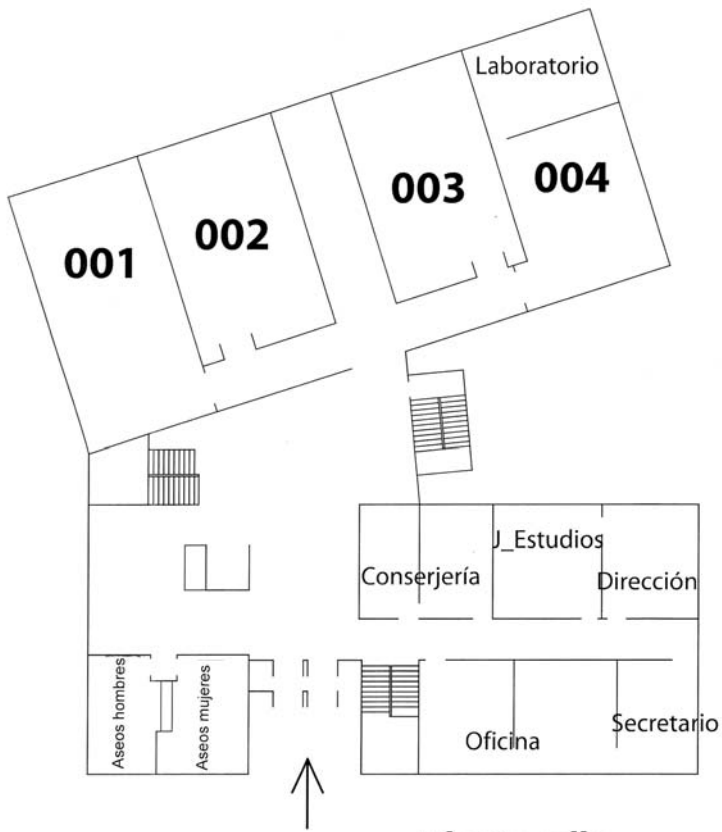 Laboratorio
001
002
003
004
J_Estudios
Conserjería
Dirección
Aseos hombres
Aseos mujeres
Oficina
Secretario